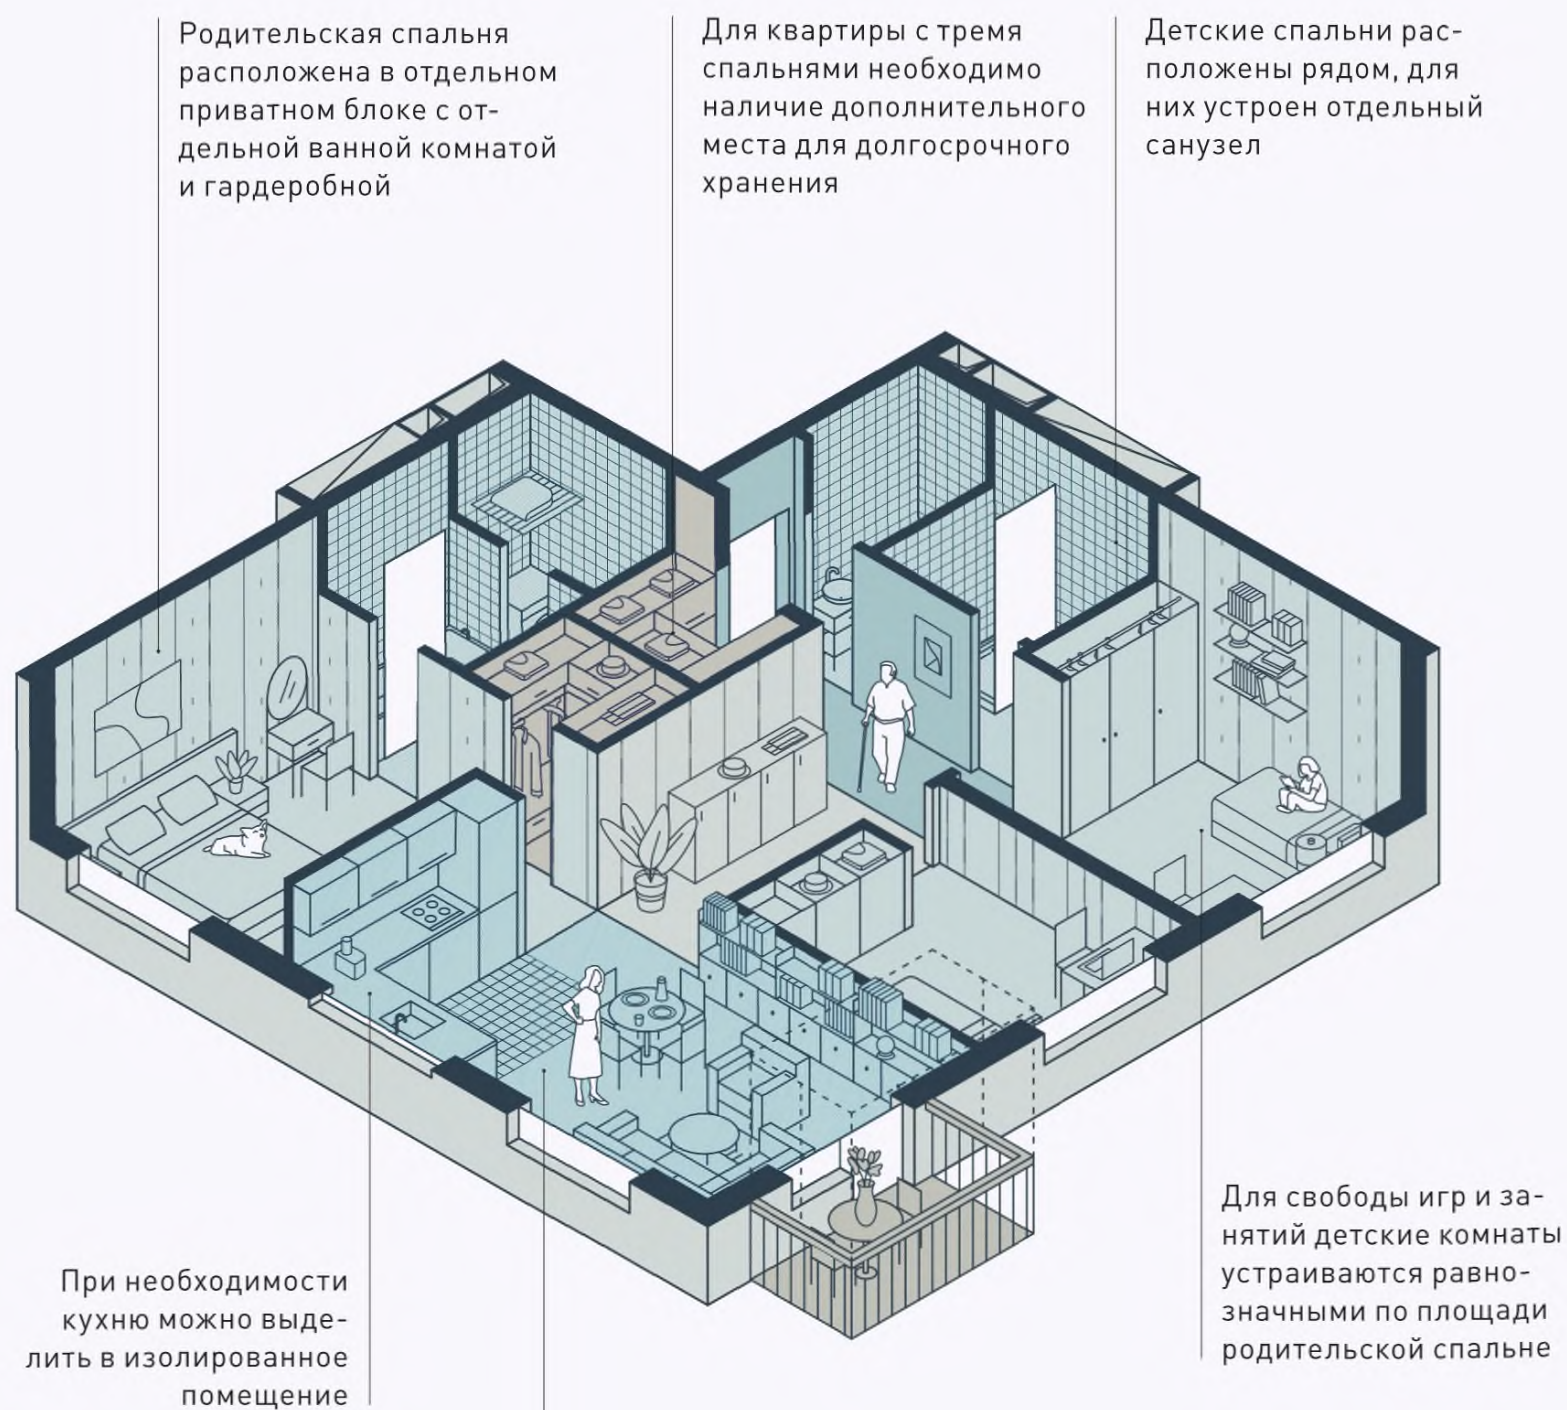 Родительская спальня
расположена в отдельном
приватном блоке с от-
дельной ванной комнатой
и гардеробной
Для квартиры с тремя
спальнями необходимо
наличие дополнительного
места для долгосрочного
хранения
Детские спальни рас-
положены рядом, для
них устроен отдельный
санузел
При необходимости
кухню можно выде-
лить в изолированное
помещение
Для свободы игр и за-
нятий детские комнаты
устраиваются равно-
значными по площади
родительской спальне